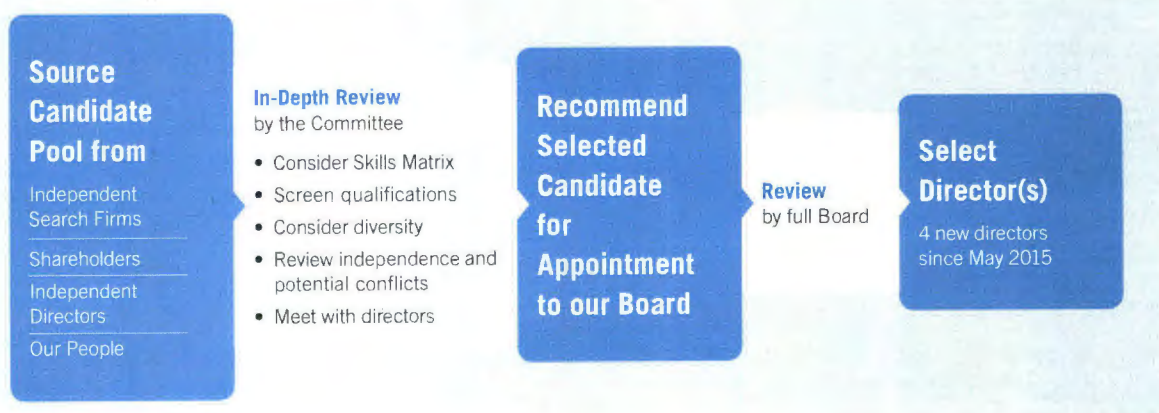 Source
Candidate
Pool from
Independent
Search Firms
Shareholders
Independent
Directors
Our People
In-Depth Review
by the Committee
• Consider Skills Matrix
• Screen qualifications
• Consider diversity
• Review independence and
potential conflicts
• Meet with directors
Recommend
Selected
Candidate
for
Appointment
to our Board
Review
by full Board
Select
Director(s)
4 new directors
since May 2015